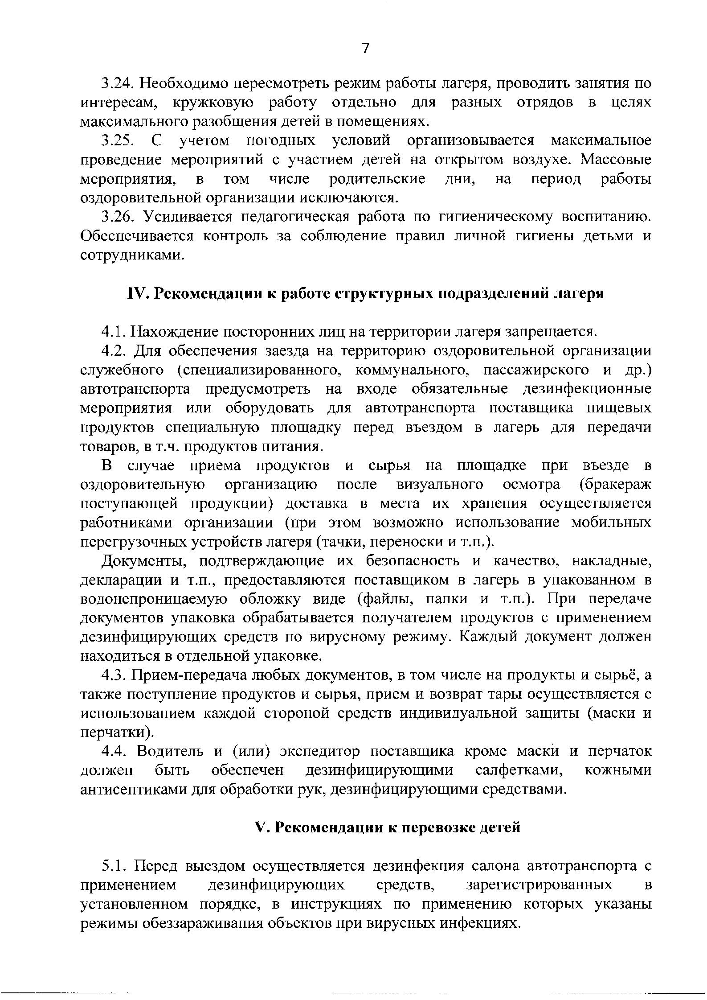 7
3.24. Необходимо пересмотреть режим работы лагеря, проводить занятия по
интересам, кружковую работу отдельно для разных отрядов в целях
максимального разобщения детей в помещениях.
3.25. С учетом погодных условий организовывается максимальное
проведение мероприятий с участием детей на открытом воздухе. Массовые
мероприятия, в том числе родительские дни, на период работы
оздоровительной организации исключаются.
3.26. Усиливается педагогическая работа по гигиеническому воспитанию.
Обеспечивается контроль за соблюдение правил личной гигиены детьми и
сотрудниками.
IV. Рекомендации к работе структурных подразделений лагеря
4.1. Нахождение посторонних лиц на территории лагеря запрещается.
4.2. Для обеспечения заезда на территорию оздоровительной организации
служебного (специализированного, коммунального, пассажирского и др.)
автотранспорта предусмотреть на входе обязательные дезинфекционные
мероприятия или оборудовать для автотранспорта поставщика пищевых
продуктов специальную площадку перед въездом в лагерь для передачи
товаров, в т.ч. продуктов питания.
В случае приема продуктов и сырья на площадке при въезде в
оздоровительную организацию после визуального осмотра (бракераж
поступающей продукции) доставка в места их хранения осуществляется
работниками организации (при этом возможно использование мобильных
перегрузочных устройств лагеря (тачки, переноски и т.п.).
Документы, подтверждающие их безопасность и качество, накладные,
декларации и т.п., предоставляются поставщиком в лагерь в упакованном в
водонепроницаемую обложку виде (файлы, папки и т.п.). При передаче
документов упаковка обрабатывается получателем продуктов с применением
дезинфицирующих средств по вирусному режиму. Каждый документ должен
находиться в отдельной упаковке.
4.3. Прием-передача любых документов, в том числе на продукты и сырьё, а
также поступление продуктов и сырья, прием и возврат тары осуществляется с
использованием каждой стороной средств индивидуальной защиты (маски и
перчатки).
4.4. Водитель и (или) экспедитор поставщика кроме маски и перчаток
должен быть обеспечен дезинфицирующими салфетками, кожными
антисептиками для обработки рук, дезинфицирующими средствами.
V. Рекомендации к перевозке детей
5.1. Перед выездом осуществляется дезинфекция салона автотранспорта с
применением дезинфицирующих средств, зарегистрированных в
установленном порядке, в инструкциях по применению которых указаны
режимы обеззараживания объектов при вирусных инфекциях.